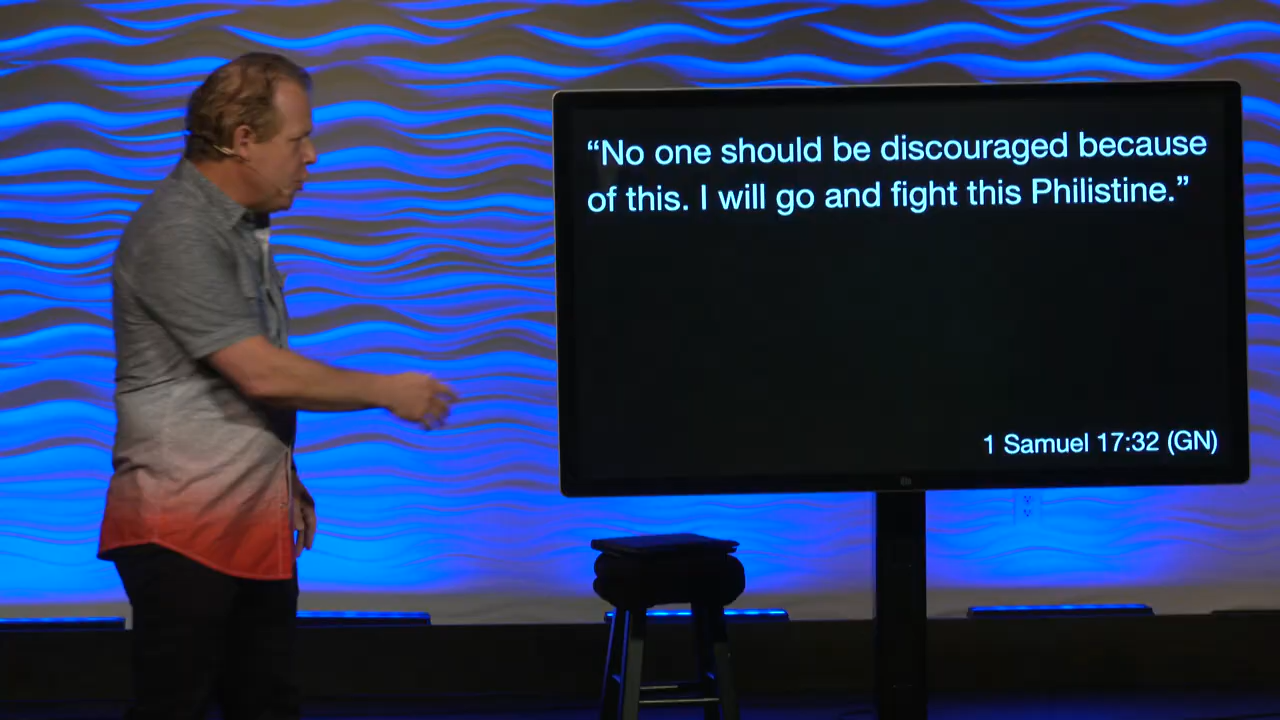 “No one should be discouraged because
of this. I will go and fight this Philistine.”
1 Samuel 17:32 (GN)